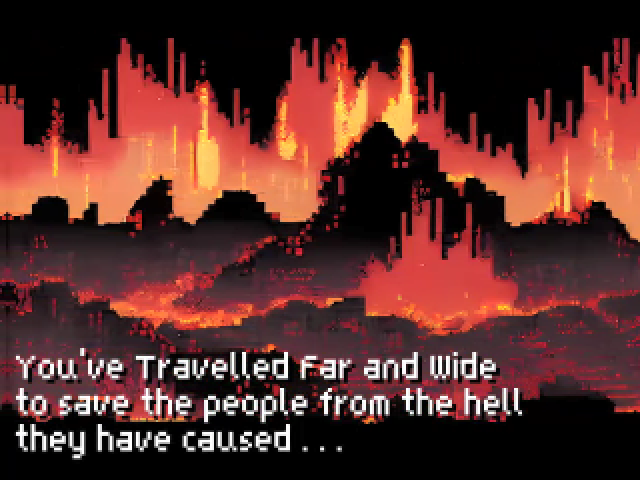 You've Travelled Far and Wide
to save the people from the hell
they have caused . . .